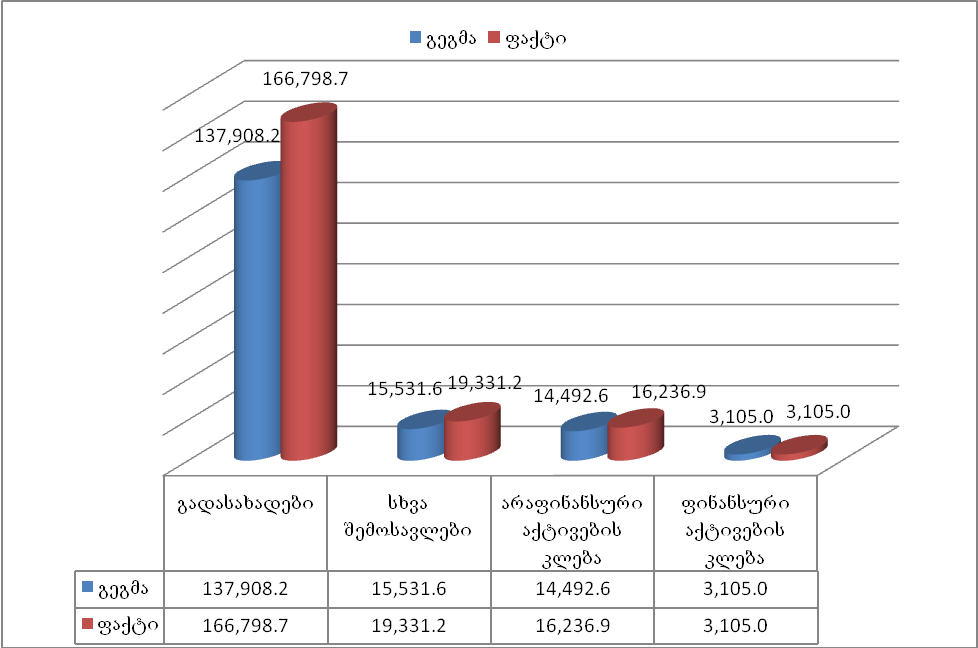 გეგმა ფაქტი
166,798.7
137,908.2
15,531.6 19,331.2 14,492.6 16,236.9 3,105.0 3,105.0
გადასახადები სხვა არაფინანსური ფინანსური
შემოსავლები აქტივების აქტივების
კლება კლება
გეგმა 137,908.2 15,531.6 14,492.6 3,105.0
ფაქტი 166,798.7 19,331.2 16,236.9 3,105.0